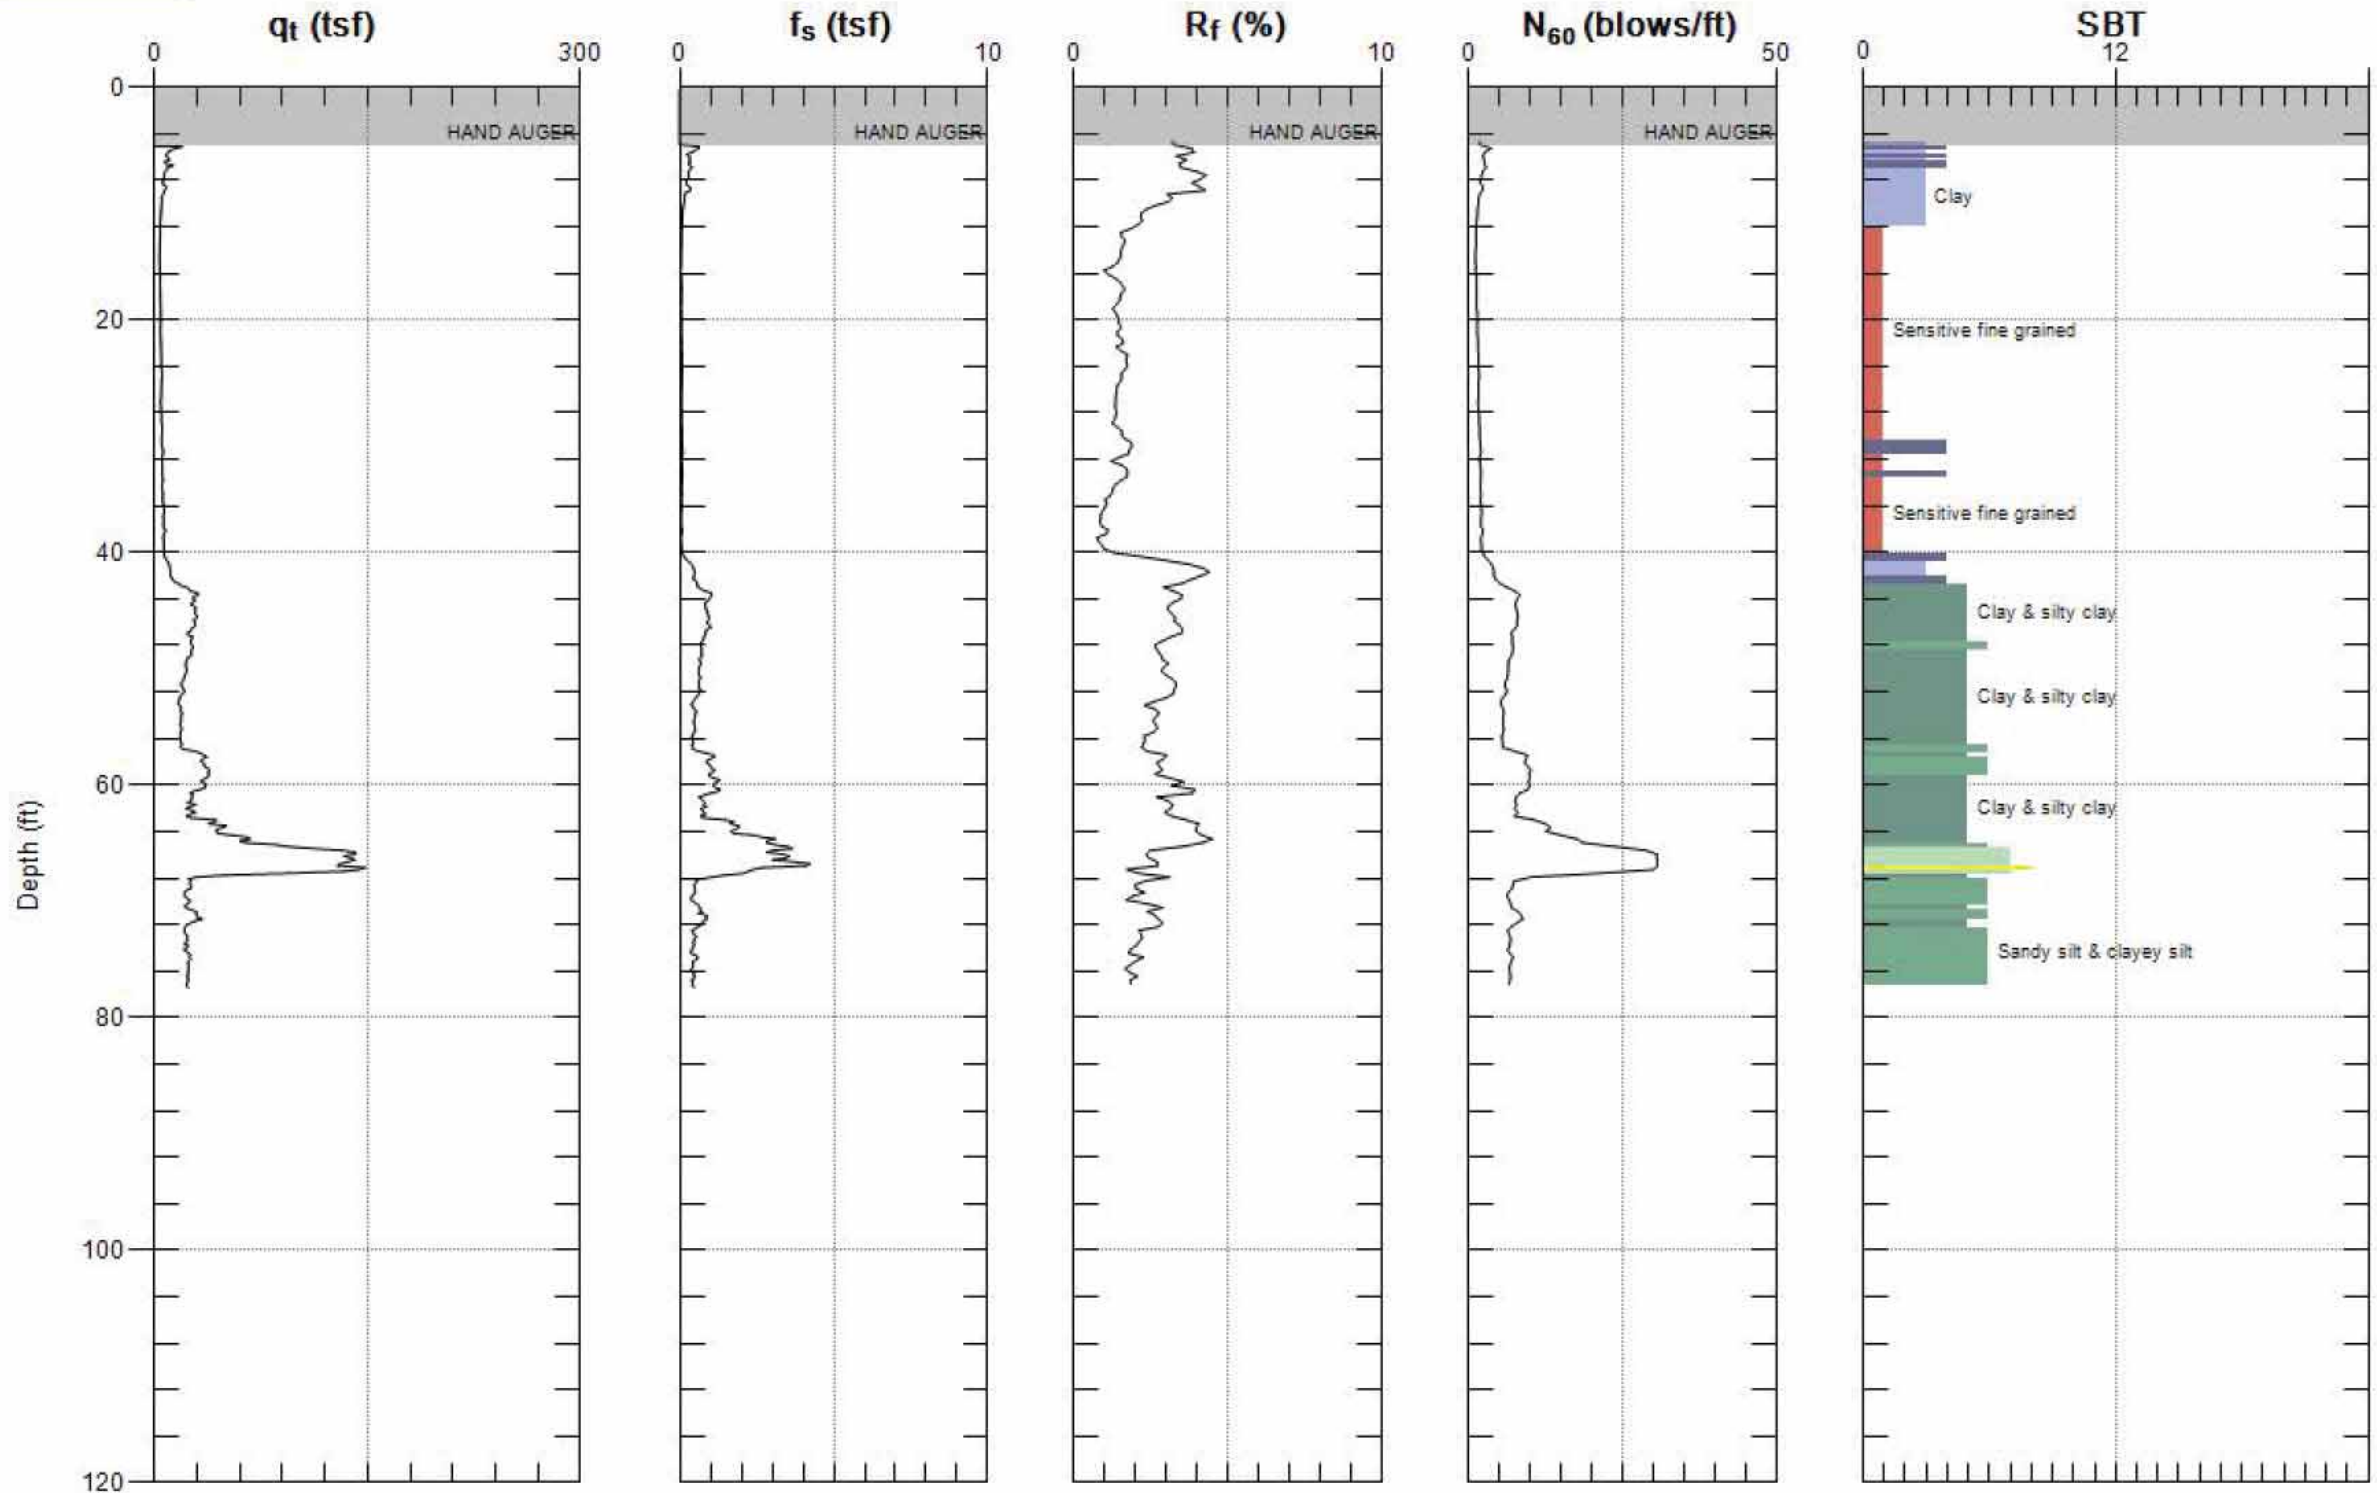 qt (tsf) fs (tsf) Rf (%) N60 (blows/ft) SBT
0 300 0 10 0 10 0 50 0 12
0
HAND AUGER HAND AUGER HAND AUGER HAND AUGER
Clay
20
Sensitive fine grained
Sensitive fine grained
40
Clay & silty clay
Clay & silty clay
60
Clay & silty clay
Depth (ft)
Sandy silt & clayey silt
80
100
120